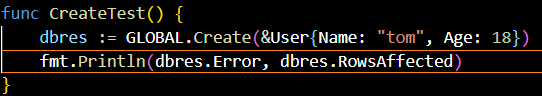 func CreateTest() {
    dbres := GLOBAL.Create(&User{Name: "tom", Age: 18})
    fmt.Println(dbres.Error, dbres.RowsAffected)
}